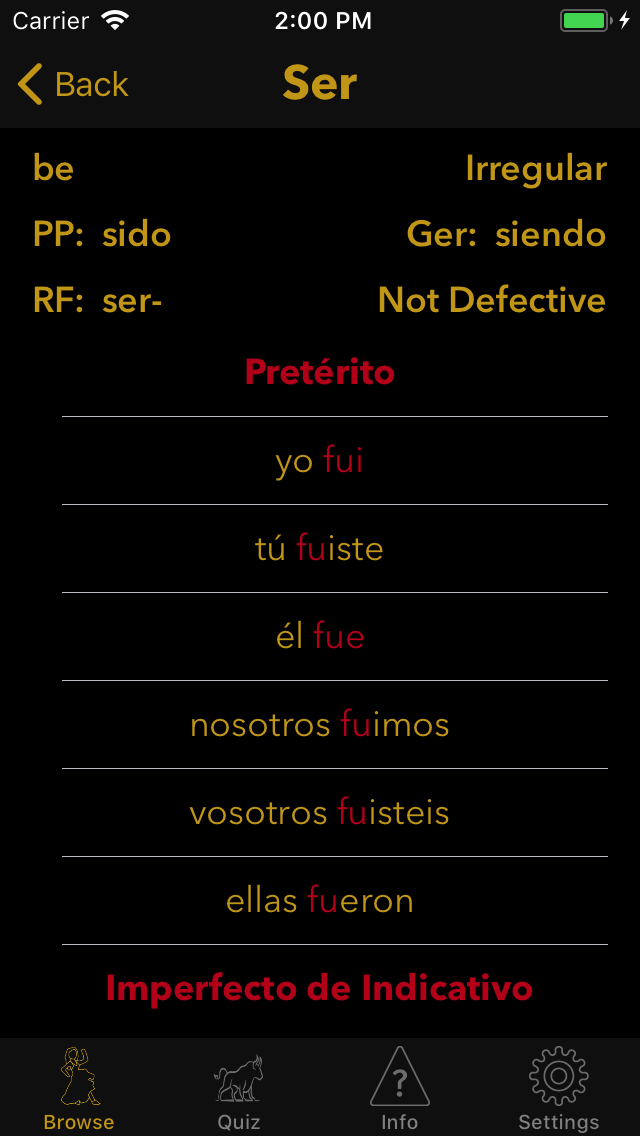 Carrier 2:00 PM
Back Ser
be Irregular
PP: sido Ger: siendo
RF: ser- Not Defective
Pretérito
yo fui
tú fuiste
él fue
nosotros fuimos
vosotros fuisteis
ellas fueron
Imperfecto de Indicativo
?
Browse Quiz Info Settings